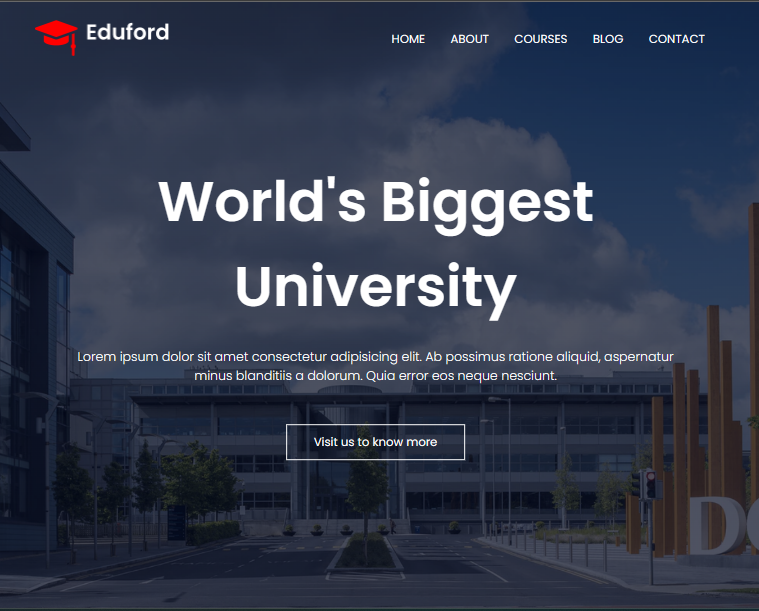 Eduford
HOME ABOUT COURSES BLOG CONTACT
World's Biggest
University
Lorem ipsum dolor sit amet consectetur adipisicing elit. Ab possimus ratione aliquid, aspernatur
minus blanditiis a dolorum. Quia error eos neque nesciunt.
Visit us to know more